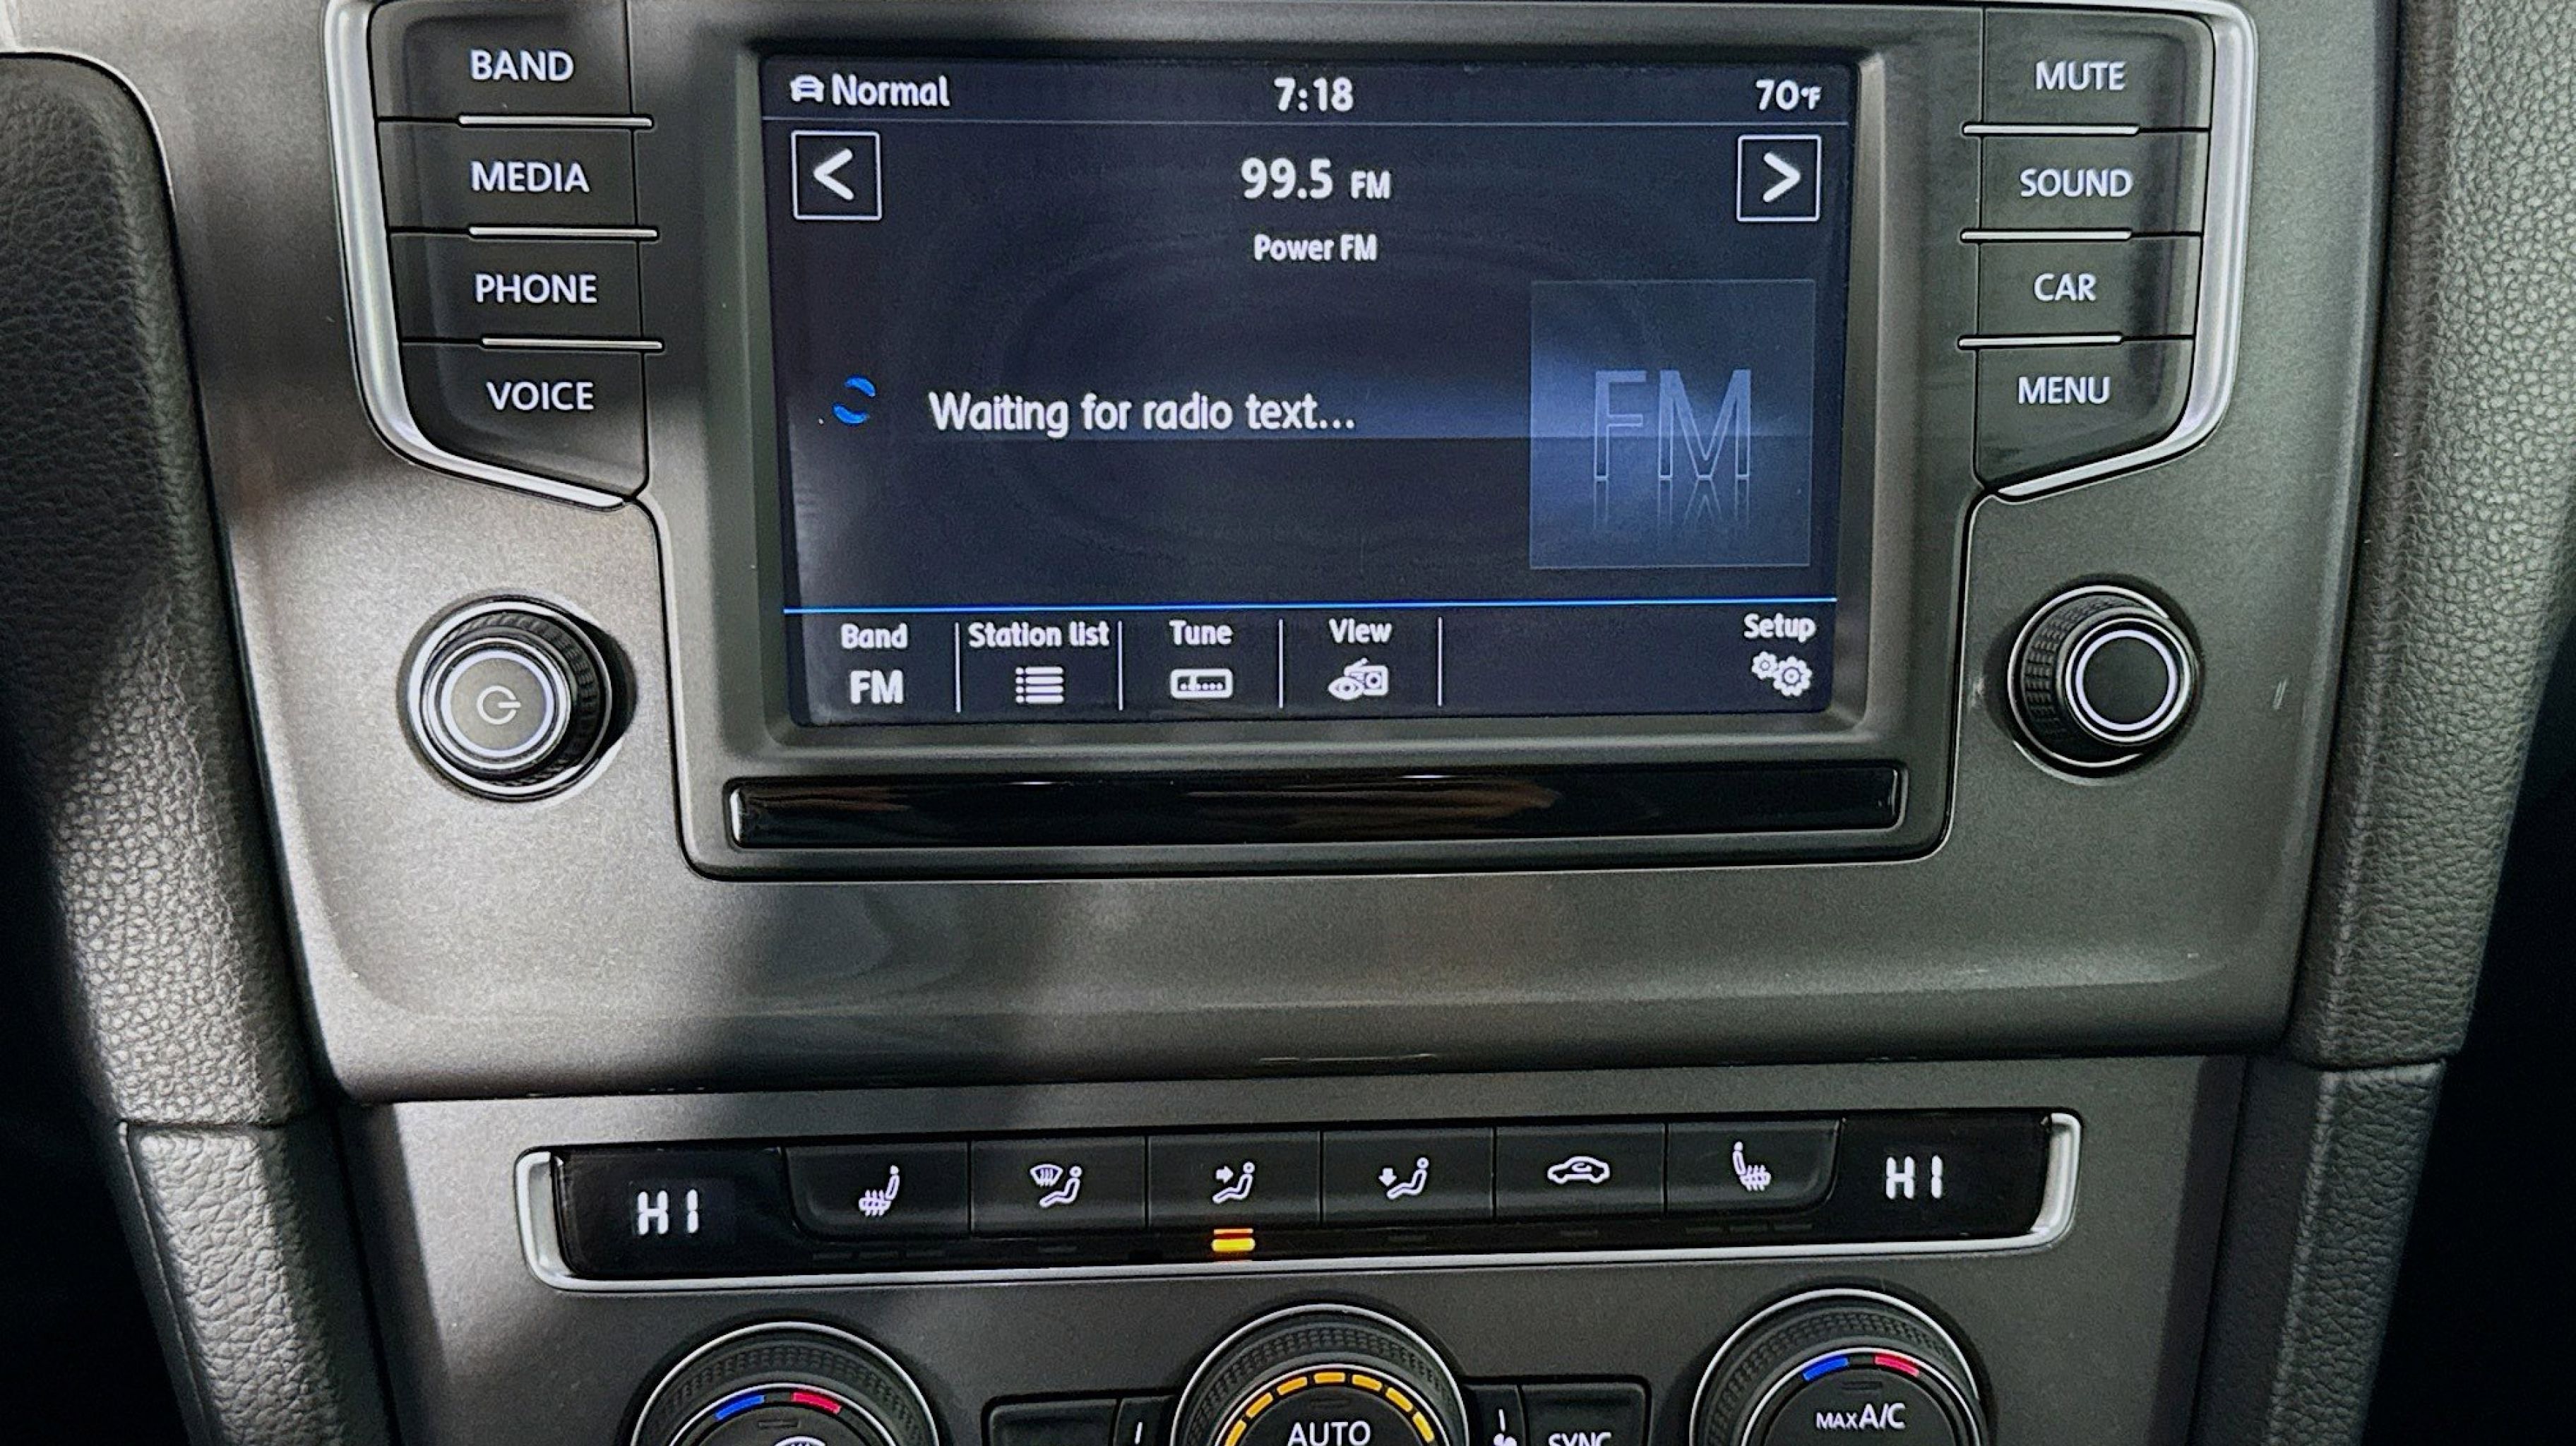 BAND
MEDIA
PHONE
VOICE
Normal 7:18 70°F
< 99.5 FM >
Power FM
Waiting for radio text...
FM
Band Station list Tune View Setup
FM
MUTE
SOUND
CAR
MENU
HI HI
AUTO
SYNC
MAX A/C